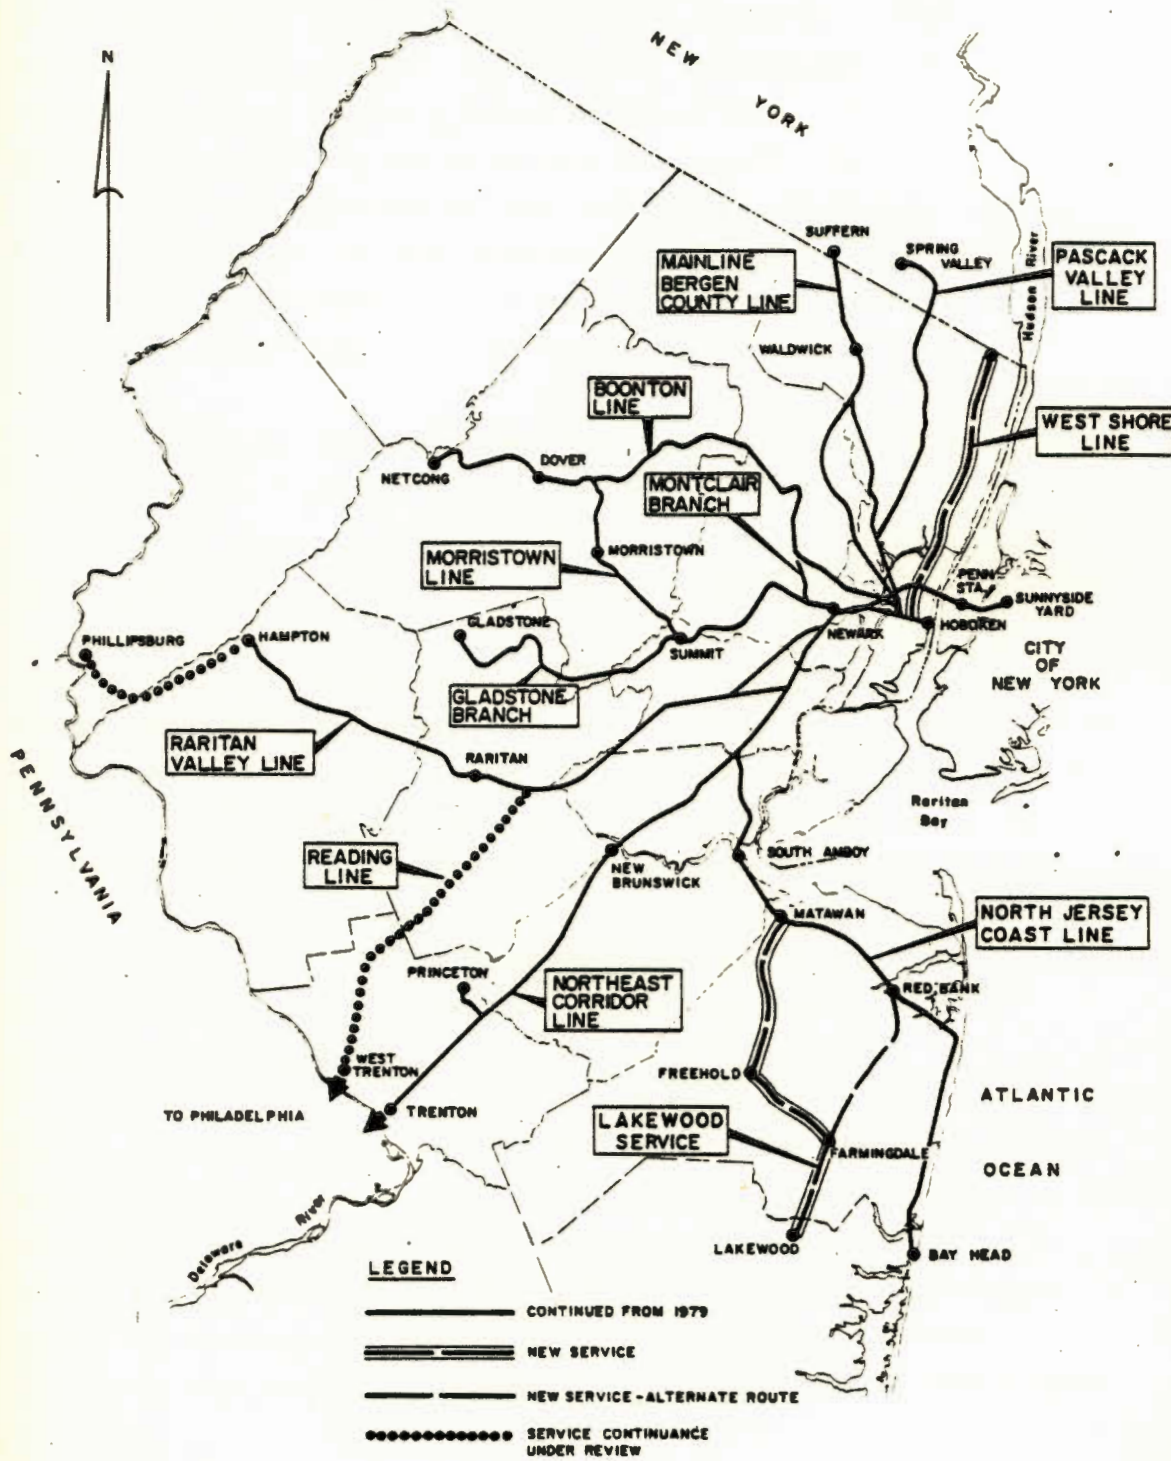 N
NEW
YORK
SUFFERN
SPRING
VALLEY
Hudson River
PASCACK
VALLEY
LINE
MAINLINE
BERGEN
COUNTY LINE
WALDWICK
BOONTON
LINE
WEST SHORE
LINE
NETCONG
DOVER
MONTCLAIR
BRANCH
MORRISTOWN
LINE
MORRISTOWN
PENN
STA.
SUNNYSIDE
YARD
PHILLIPSBURG
HAMPTON
GLADSTONE
SUMMIT
NEWARK
HOBOKEN
CITY
OF
NEW YORK
GLADSTONE
BRANCH
RARITAN
VALLEY LINE
RARITAN
PENNSYLVANIA
Raritan
Bay
READING
LINE
NEW
BRUNSWICK
SOUTH AMBOY
MATAWAN
NORTH JERSEY
COAST LINE
PRINCETON
NORTHEAST
CORRIDOR
LINE
RED BANK
WEST
TRENTON
FREEHOLD
TO PHILADELPHIA
TRENTON
ATLANTIC
OCEAN
LAKEWOOD
SERVICE
FARMINGDALE
Delaware River
LAKEWOOD
BAY HEAD
LEGEND
CONTINUED FROM 1979
NEW SERVICE
NEW SERVICE-ALTERNATE ROUTE
SERVICE CONTINUANCE
UNDER REVIEW